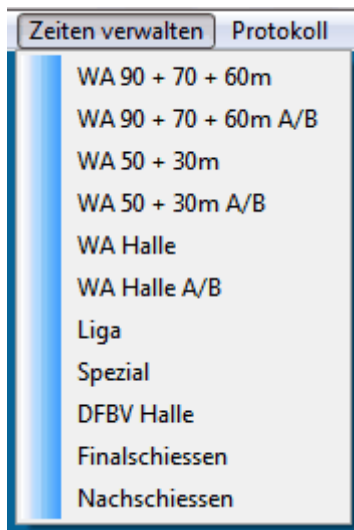 Zeiten verwalten Protokoll
WA 90 + 70 + 60m
WA 90 + 70 + 60m A/B
WA 50 + 30m
WA 50 + 30m A/B
WA Halle
WA Halle A/B
Liga
Spezial
DFBV Halle
Finalschiessen
Nachschiessen